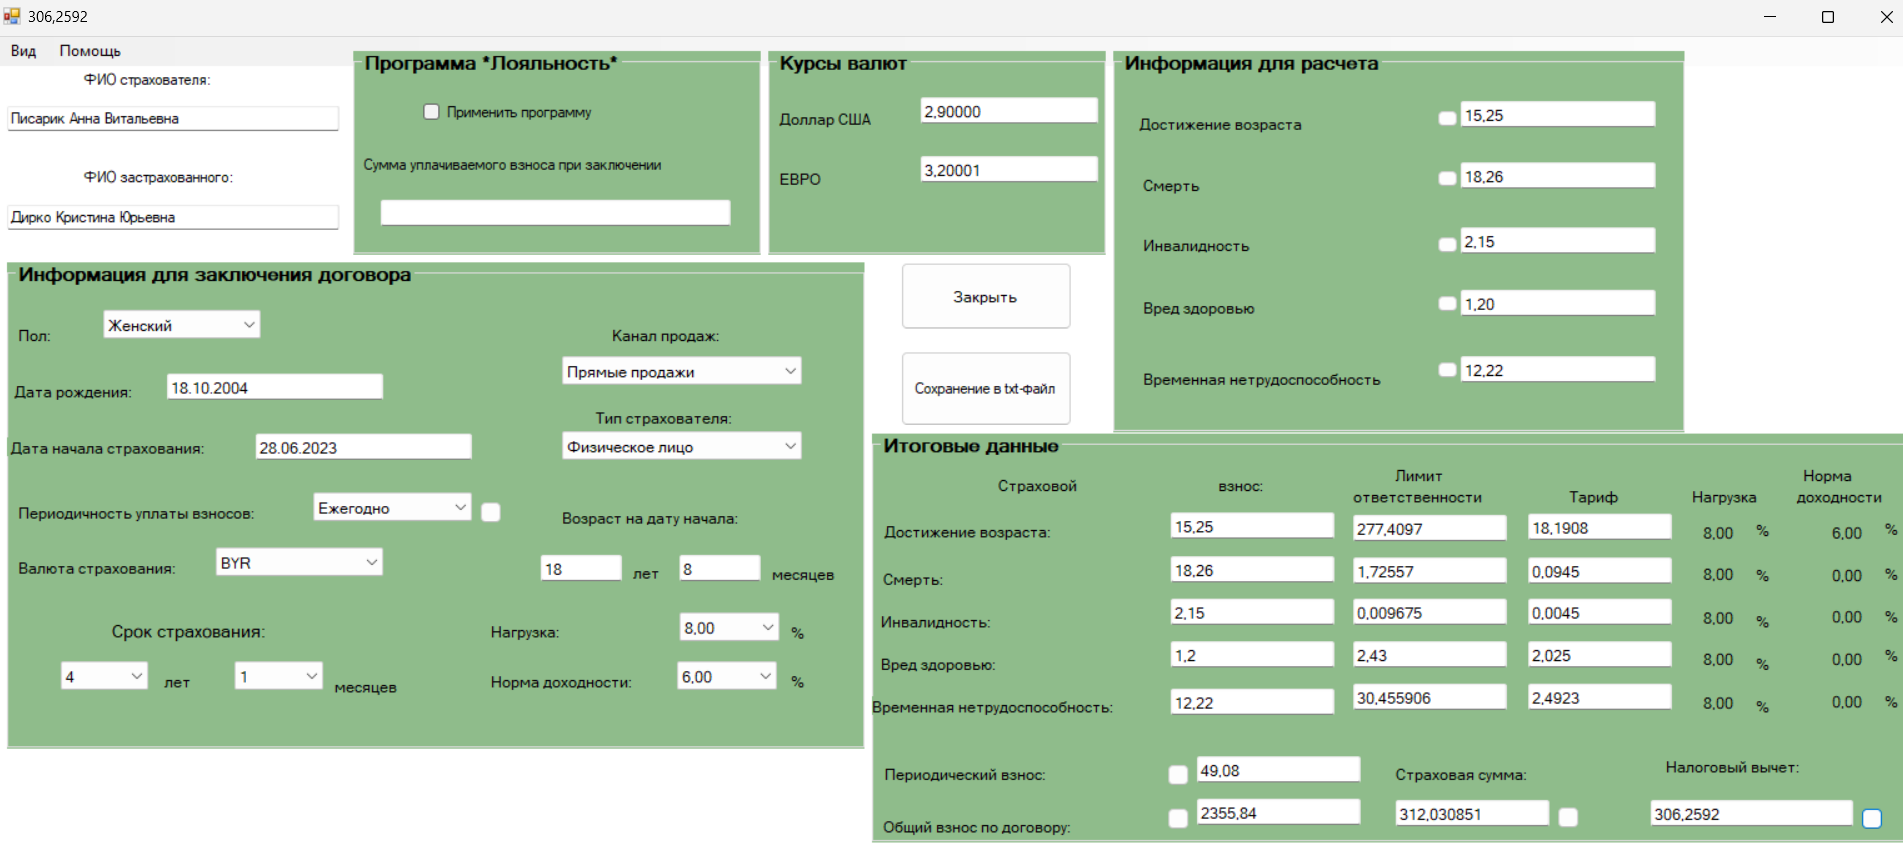 306,2592
Вид Помощь
ФИО страхователя:
Писарик Анна Витальевна
ФИО застрахованного:
Дирко Кристина Юрьевна
Программа *Лояльность*
Применить программу
Сумма уплачиваемого взноса при заключении
Курсы валют
Доллар США 2,90000
ЕВРО 3,20001
Информация для расчета
Достижение возраста 15,25
Смерть 18,26
Инвалидность 2,15
Вред здоровью 1,20
Временная нетрудоспособность 12,22
Информация для заключения договора
Пол: Женский
Дата рождения: 18.10.2004
Дата начала страхования: 28.06.2023
Периодичность уплаты взносов: Ежегодно
Валюта страхования: BYR
Срок страхования:
4 лет 1 месяцев
Канал продаж:
Прямые продажи
Тип страхователя:
Физическое лицо
Возраст на дату начала:
18 лет 8 месяцев
Нагрузка: 8,00 %
Норма доходности: 6,00 %
Закрыть
Сохранение в txt-файл
Итоговые данные
Страховой взнос: Лимит ответственности Тариф Нагрузка Норма доходности
Достижение возраста: 15,25 277,4097 18,1908 8,00 % 6,00 %
Смерть: 18,26 1,72557 0,0945 8,00 % 0,00 %
Инвалидность: 2,15 0,009675 0,0045 8,00 % 0,00 %
Вред здоровью: 1,2 2,43 2,025 8,00 % 0,00 %
Временная нетрудоспособность: 12,22 30,455906 2,4923 8,00 % 0,00 %
Периодический взнос: 49,08 Страховая сумма: Налоговый вычет:
Общий взнос по договору: 2355,84 312,030851 306,2592